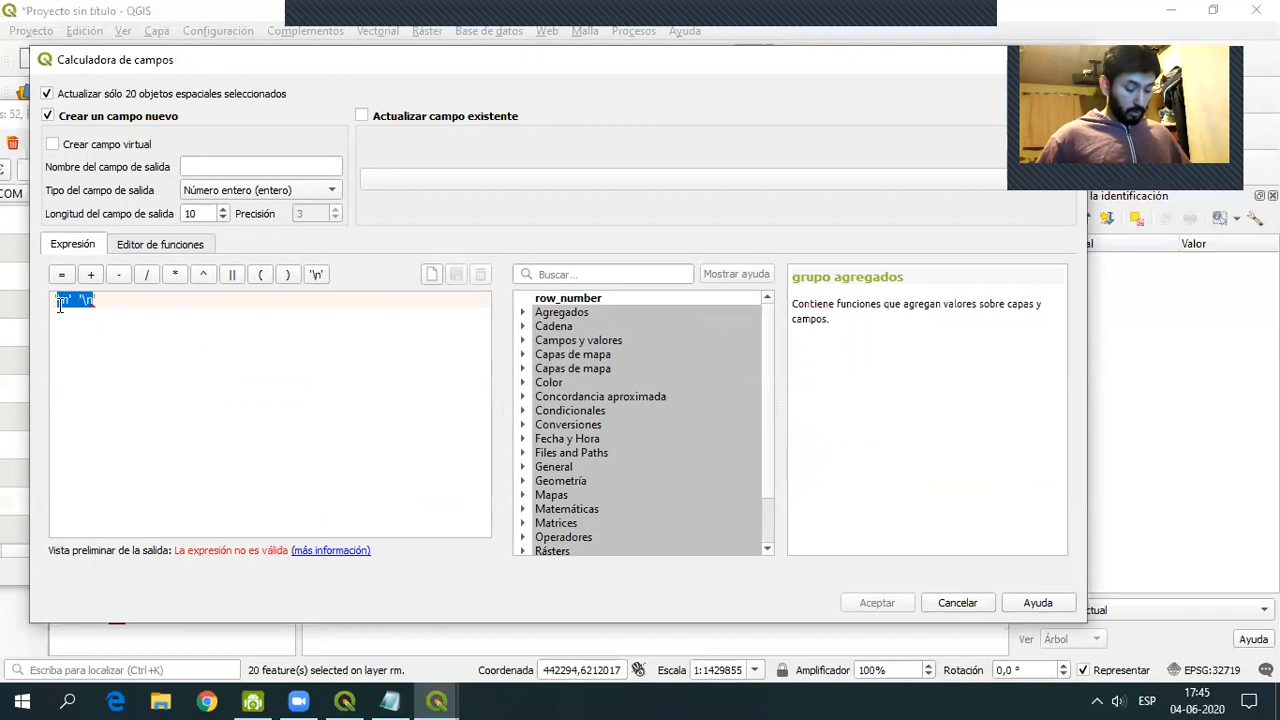 *Proyecto sin título - QGIS
Proyecto Edición Ver Capa Configuración Complementos Vectorial Ráster Base de datos Web Malla Procesos Ayuda
Calculadora de campos
Actualizar sólo 20 objetos espaciales seleccionados
Crear un campo nuevo
Actualizar campo existente
Crear campo virtual
Nombre del campo de salida
Tipo del campo de salida Número entero (entero)
Longitud del campo de salida 10 Precisión 3
s: 52, F
COM
la identificación
al Valor
Expresión Editor de funciones
= + - / * ^ || ( ) '\n'
Buscar... Mostrar ayuda
'\n' '\n'
row_number
Agregados
Cadena
Campos y valores
Capas de mapa
Capas de mapa
Color
Concordancia aproximada
Condicionales
Conversiones
Fecha y Hora
Files and Paths
General
Geometría
Mapas
Matemáticas
Matrices
Operadores
Rásters
grupo agregados
Contiene funciones que agregan valores sobre capas y
campos.
Vista preliminar de la salida: La expresión no es válida (más información)
Aceptar Cancelar Ayuda
ctual
Ver Árbol Ayuda
Escriba para localizar (Ctrl+K) 20 feature(s) selected on layer rm. Coordenada 442294,6212017 Escala 1:1429855 Amplificador 100% Rotación 0,0 ° Representar EPSG:32719
ESP
17:45
04-06-2020